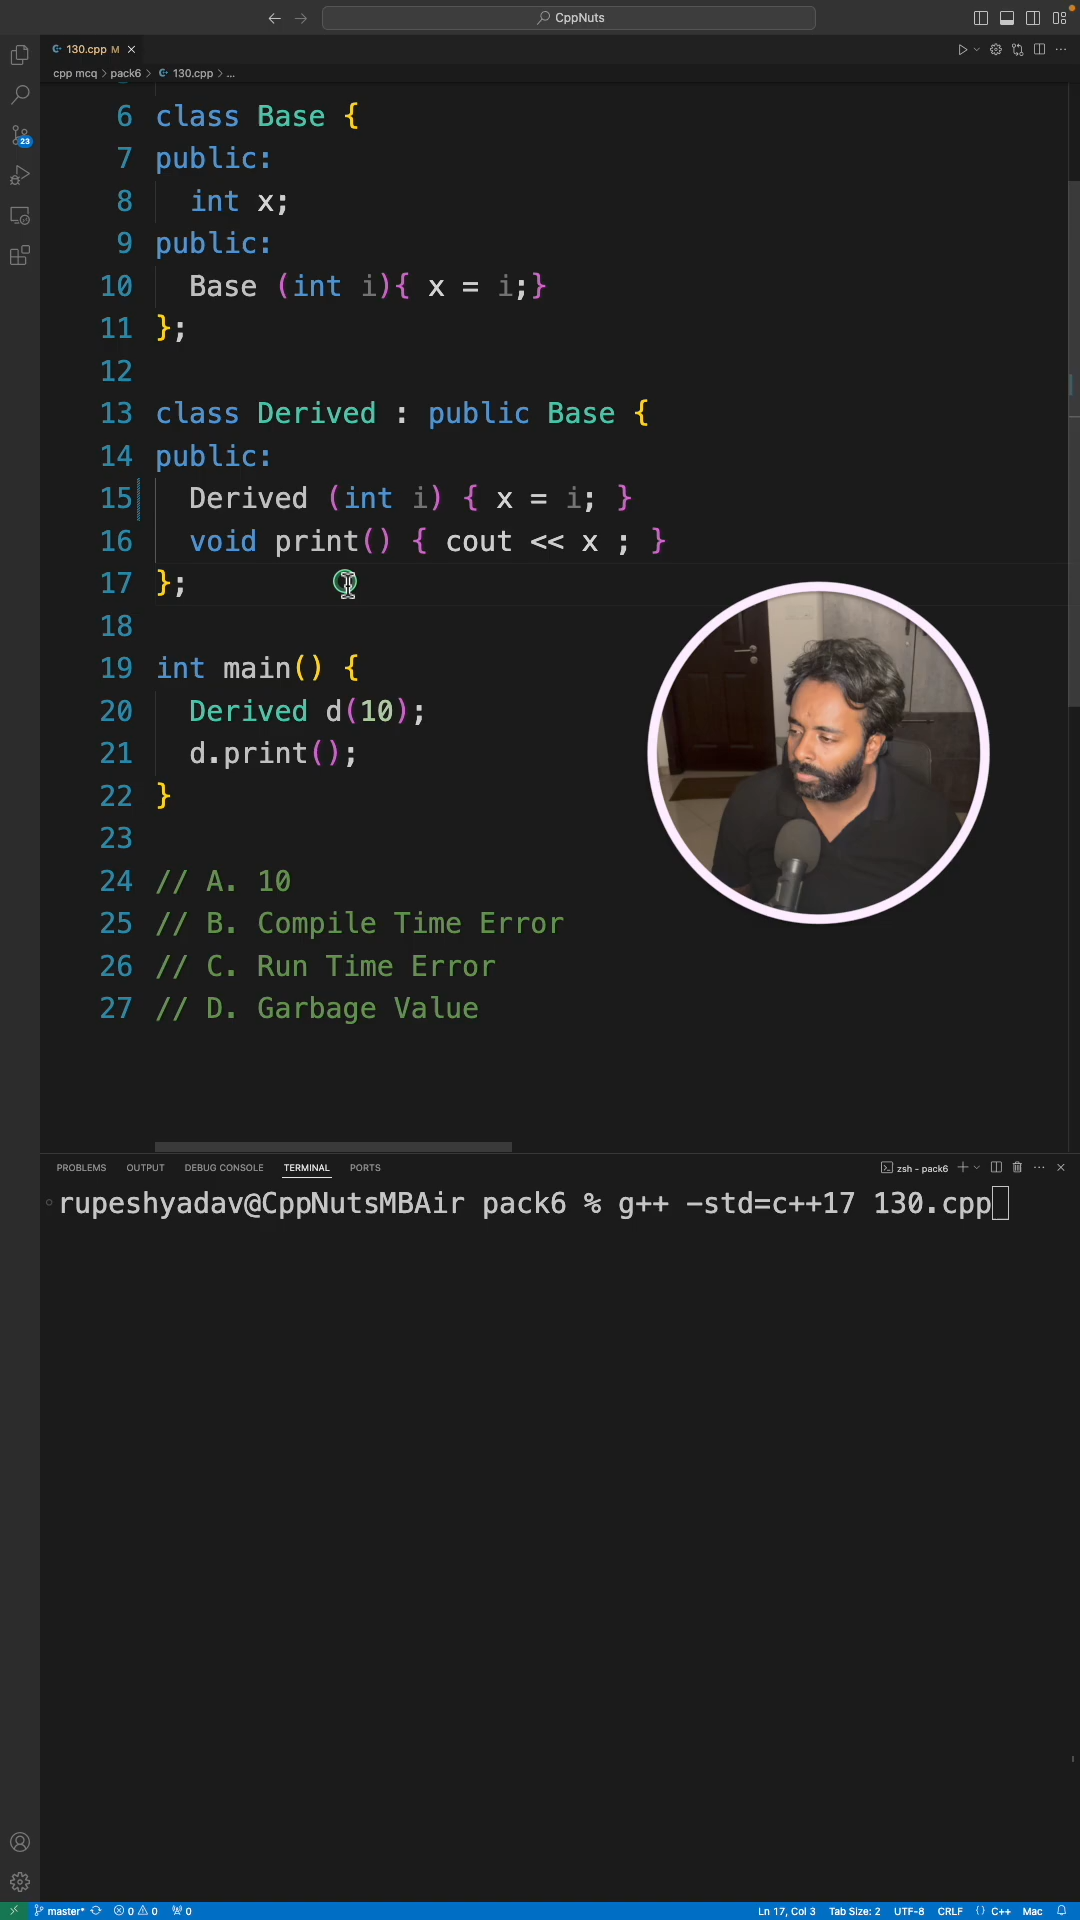 CppNuts
130.cpp M
cpp mcq > pack6 > 130.cpp > ...
6 class Base {
7 public:
8 int x;
9 public:
10 Base (int i){ x = i;}
11 };
12
13 class Derived : public Base {
14 public:
15 Derived (int i) { x = i; }
16 void print() { cout << x ; }
17 };
18
19 int main() {
20 Derived d(10);
21 d.print();
22 }
23
24 // A. 10
25 // B. Compile Time Error
26 // C. Run Time Error
27 // D. Garbage Value
23
PROBLEMS OUTPUT DEBUG CONSOLE TERMINAL PORTS zsh - pack6
rupeshyadav@CppNutsMBAir pack6 % g++ -std=c++17 130.cpp
master* 0 0 0 Ln 17, Col 3 Tab Size: 2 UTF-8 CRLF {} C++ Mac